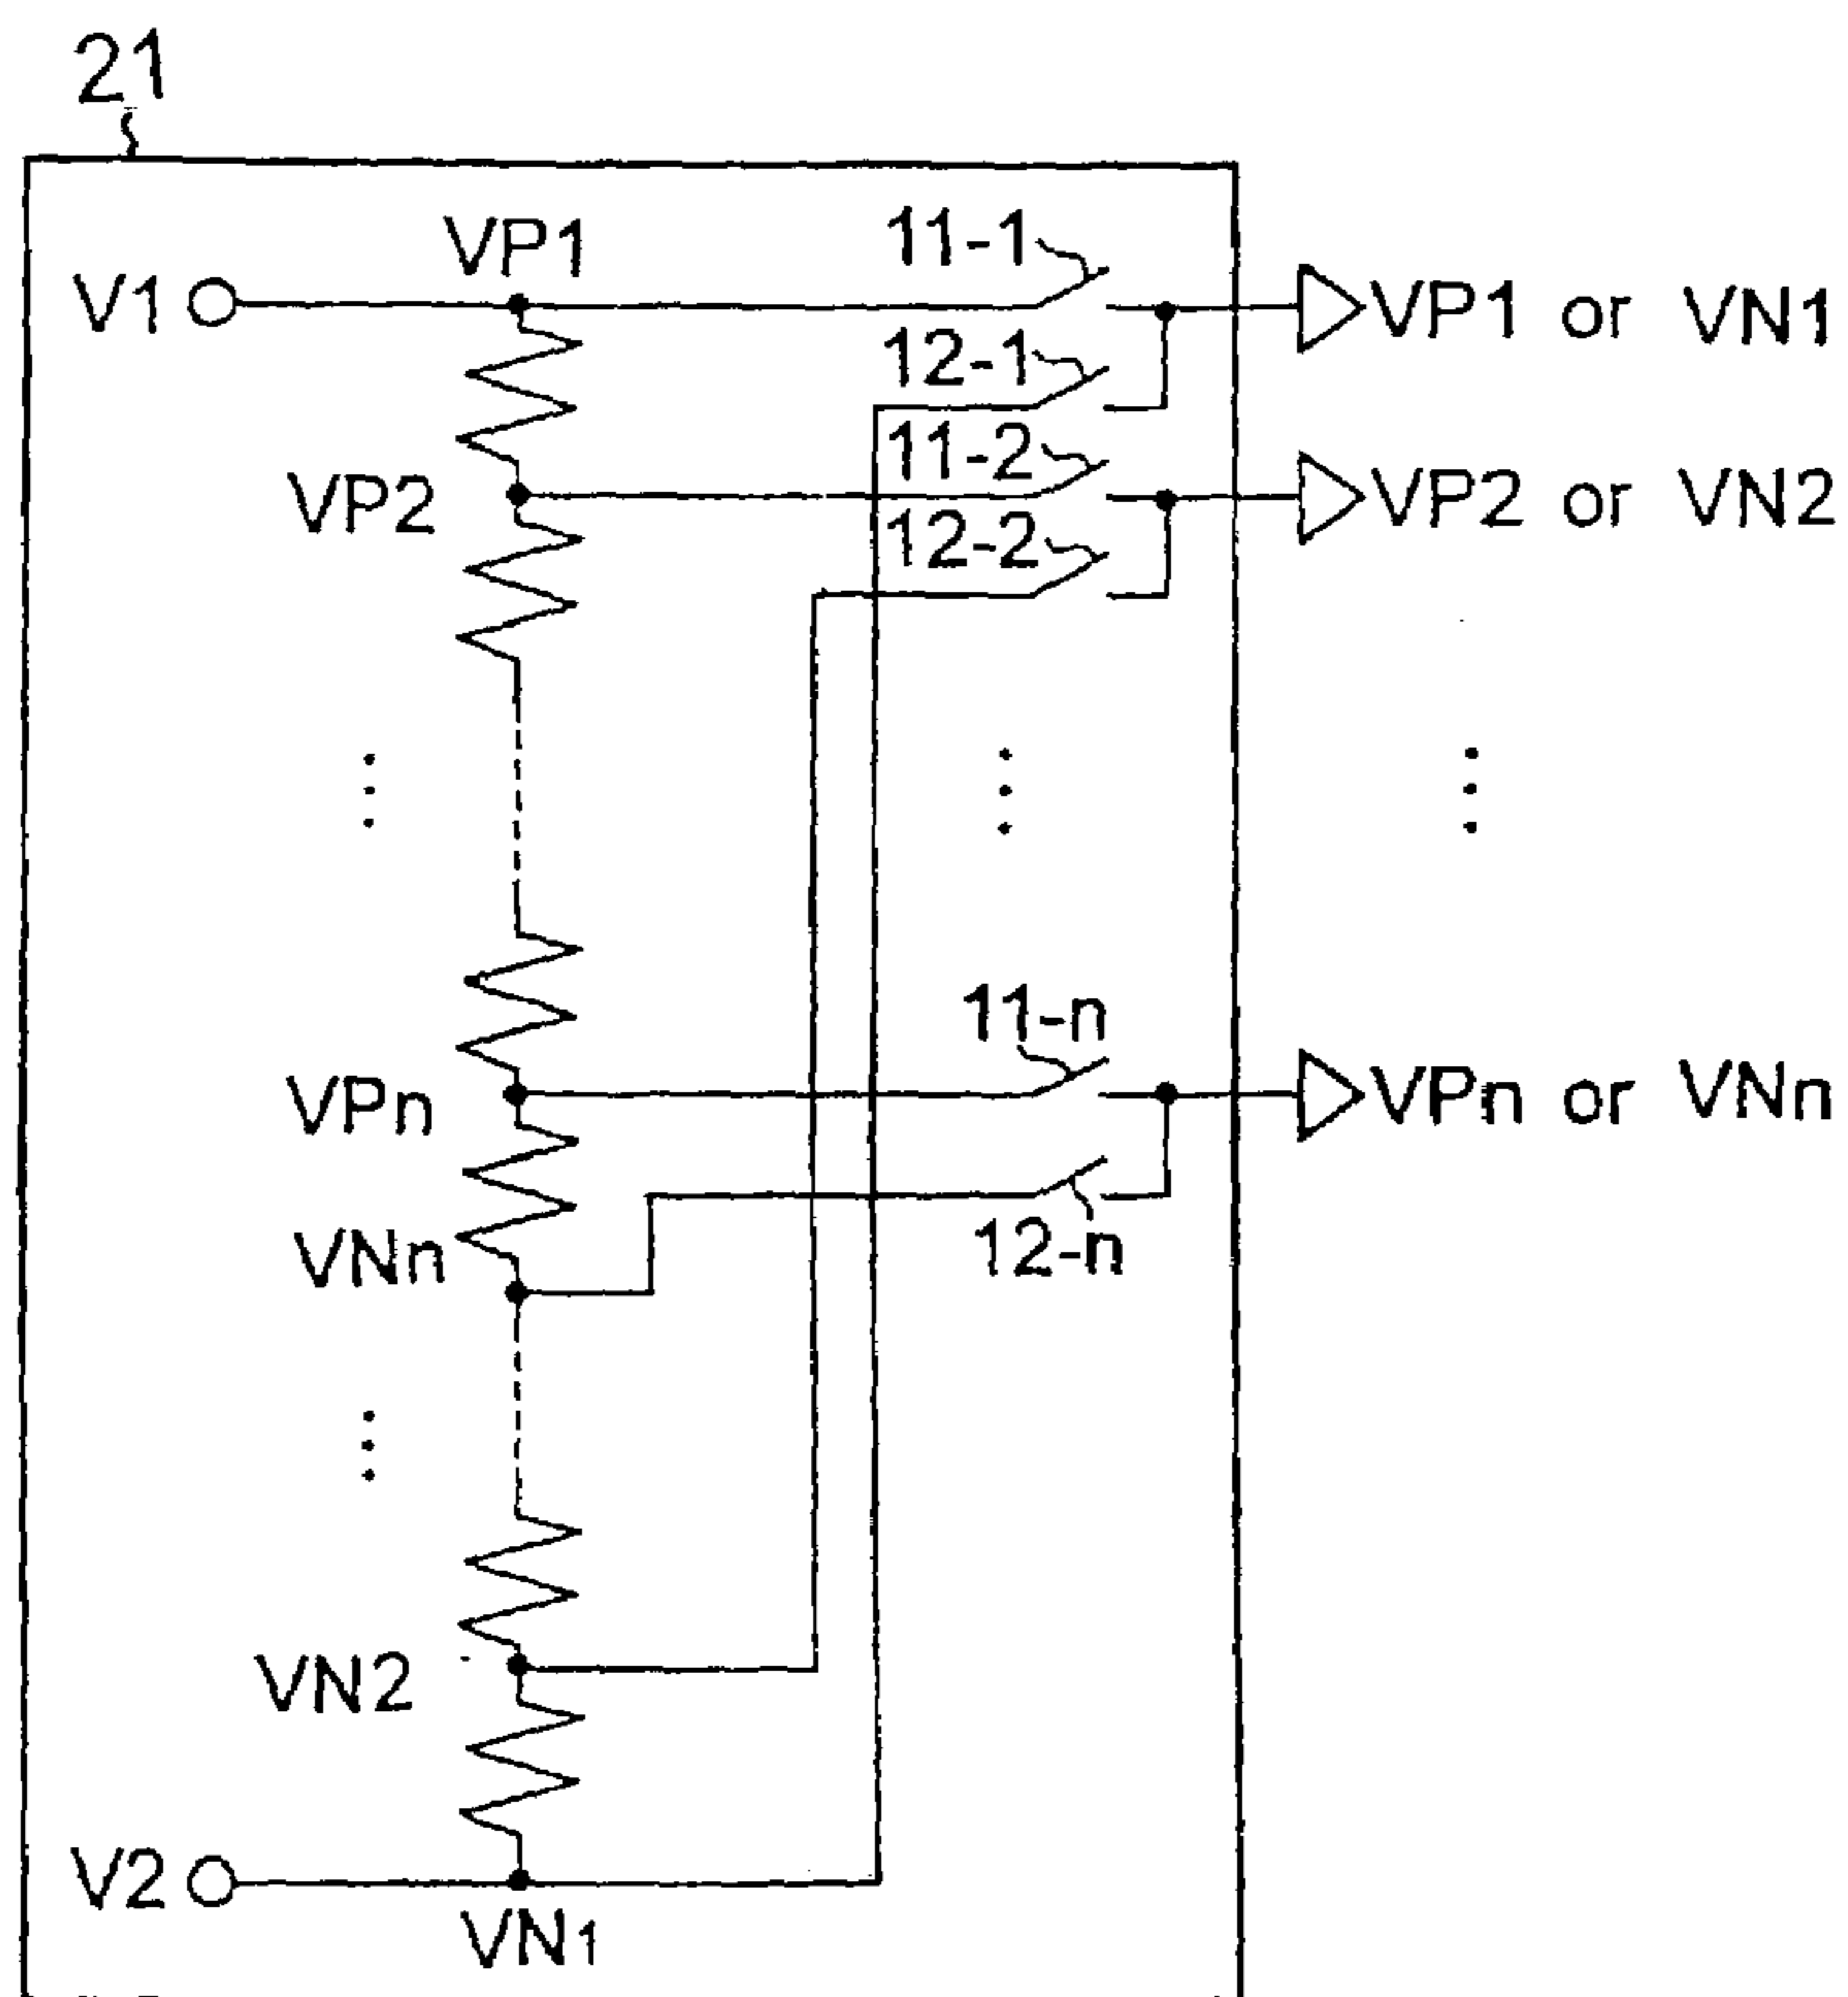 21
VP1
11-1
V1
VP1 or VN1
12-1
11-2
VP2
VP2 or VN2
12-2
11-n
VPn
VPn or VNn
VNn
12-n
VN2
V2
VN1